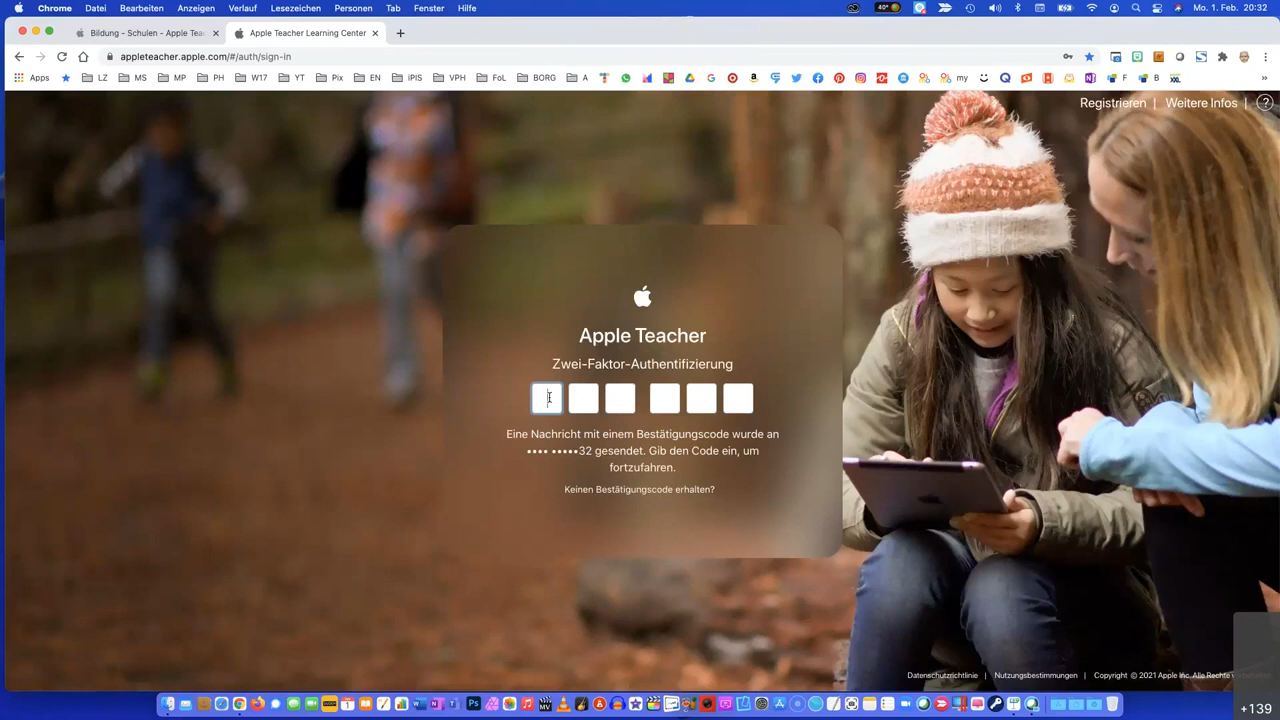 Chrome Datei Bearbeiten Anzeigen Verlauf Lesezeichen Personen Tab Fenster Hilfe 40° Mo. 1. Feb. 20:32
Bildung – Schulen – Apple Tea
Apple Teacher Learning Center
appleteacher.apple.com/#/auth/sign-in
Apps LZ MS MP PH W17 YT Pix EN iPIS VPH FoL BORG A my F B XXL »
Registrieren | Weitere Infos | ?
Apple Teacher
Zwei-Faktor-Authentifizierung
Eine Nachricht mit einem Bestätigungscode wurde an
•••• •••••32 gesendet. Gib den Code ein, um
fortzufahren.
Keinen Bestätigungscode erhalten?
Datenschutzrichtlinie | Nutzungsbestimmungen | Copyright © 2021 Apple Inc. Alle Rechte
+139